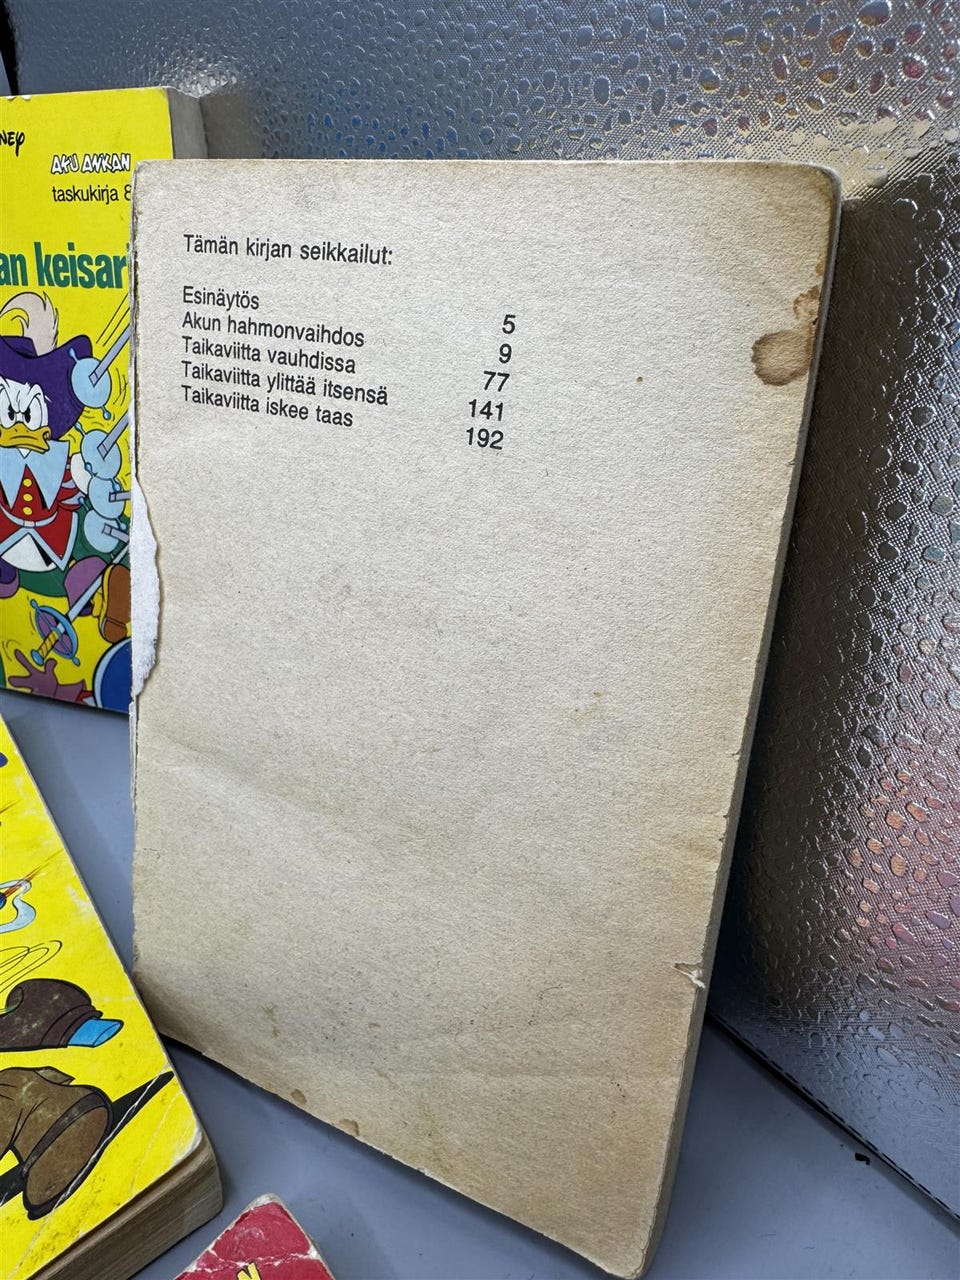 AKU ANKAN
taskukirja 8
an keisar
Tämän kirjan seikkailut:
Esinäytös 5
Akun hahmonvaihdos 9
Taikaviitta vauhdissa 77
Taikaviitta ylittää itsensä 141
Taikaviitta iskee taas 192